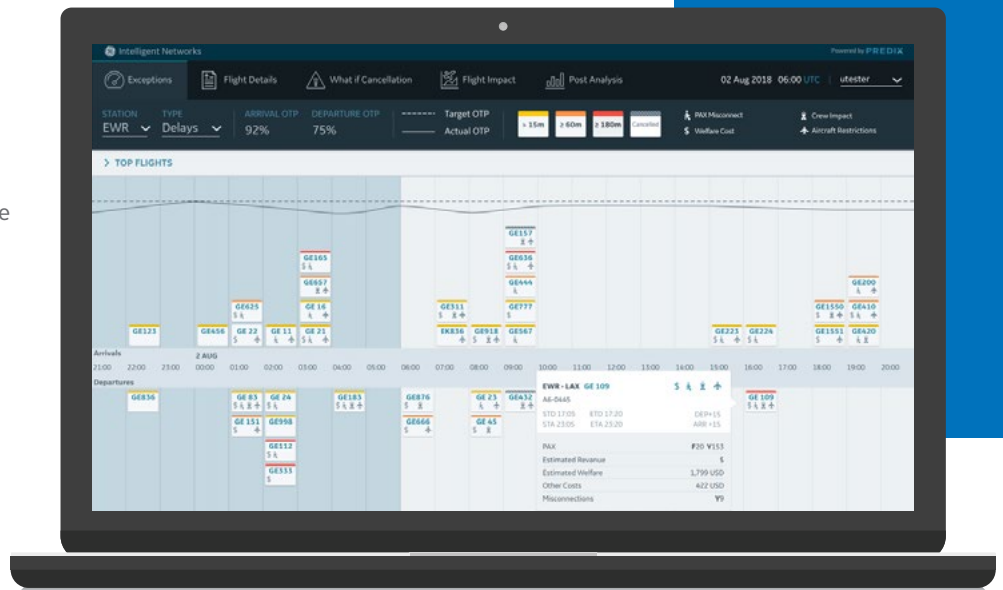 Intelligent Networks
Powered by PREDIX
Exceptions Flight Details What if Cancellation Flight Impact Post Analysis 02 Aug 2018 06:00 UTC utester
STATION TYPE ARRIVAL OTP DEPARTURE OTP Target OTP PAX Misconnect Crew Impact
EWR Delays 92% 75% Actual OTP > 15m ≥ 60m ≥ 180m Cancelled $ Welfare Cost Aircraft Restrictions
> TOP FLIGHTS
e
GE157
GE165 GE636
$ $
GE657 GE444
GE625 GE 16 GE311 GE777 GE200
$ $ $
GE1550 GE410
$ $
GE123 GE456 GE 22 GE 11 GE 21 EK836 GE918 GE567 GE223 GE224 GE1551 GE420
$ $ $ $ $ $
Arrivals 2 AUG
21:00 22:00 23:00 00:00 01:00 02:00 03:00 04:00 05:00 06:00 07:00 08:00 09:00 10:00 11:00 12:00 13:00 14:00 15:00 16:00 17:00 18:00 19:00 20:00
Departures
GE836 GE 83 GE 24 GE183 GE876 GE 23 GE432 GE 109
$ $ $ $ $ $
GE 151 GE998 GE666 GE 45
$ $ $
GE112
$
GE333
$
EWR - LAX GE 109 $
A6-0445
STD 17:05 ETD 17:20 DEP+15
STA 23:05 ETA 23:20 ARR +15
PAX F20 Y153
Estimated Revenue $
Estimated Welfare 1,799 USD
Other Costs 422 USD
Misconnections Y9